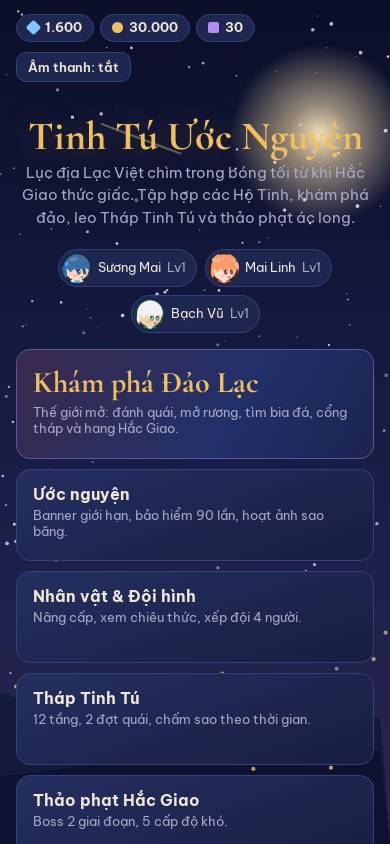 1.600 30.000 30
Âm thanh: tắt
Tinh Tú Ước Nguyện
Lục địa Lạc Việt chìm trong bóng tối từ khi Hắc
Giao thức giấc. Tập hợp các Hộ Tinh, khám phá
đảo, leo Tháp Tinh Tú và thảo phạt ác long.
Sương Mai Lv1 Mai Linh Lv1
Bạch Vũ Lv1
Khám phá Đảo Lạc
Thế giới mở: đánh quái, mở rương, tìm bia đá, cổng
tháp và hang Hắc Giao.
Ước nguyện
Banner giới hạn, bảo hiểm 90 lần, hoạt ảnh sao
băng.
Nhân vật & Đội hình
Nâng cấp, xem chiêu thức, xếp đội 4 người.
Tháp Tinh Tú
12 tầng, 2 đợt quái, chấm sao theo thời gian.
Thảo phạt Hắc Giao
Boss 2 giai đoạn, 5 cấp độ khó.